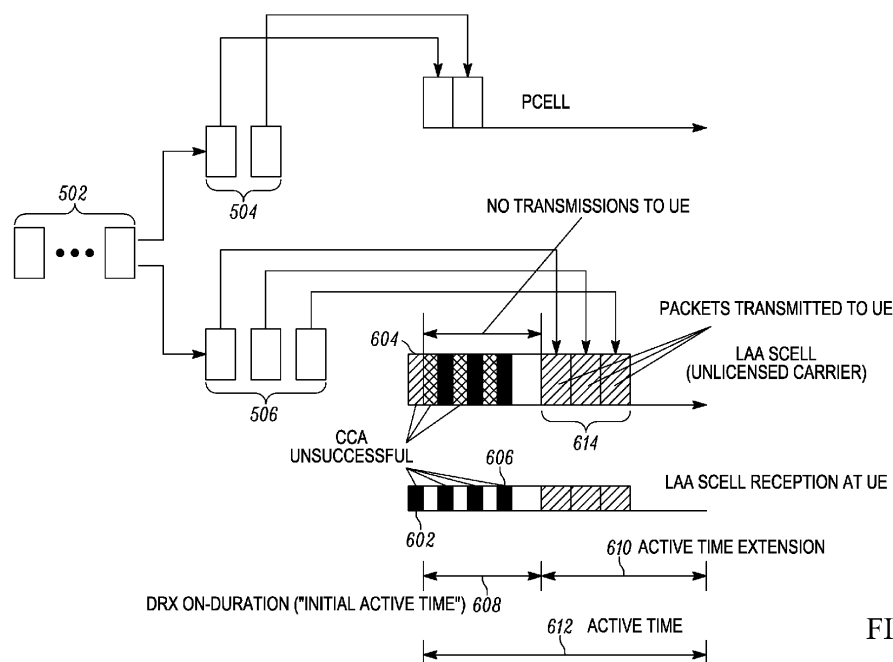 PCELL
502
504
NO TRANSMISSIONS TO UE
PACKETS TRANSMITTED TO UE
604
LAA SCELL
(UNLICENSED CARRIER)
506
614
CCA
UNSUCCESSFUL
606
LAA SCELL RECEPTION AT UE
602
610 ACTIVE TIME EXTENSION
DRX ON-DURATION ("INITIAL ACTIVE TIME") 608
612 ACTIVE TIME
FI